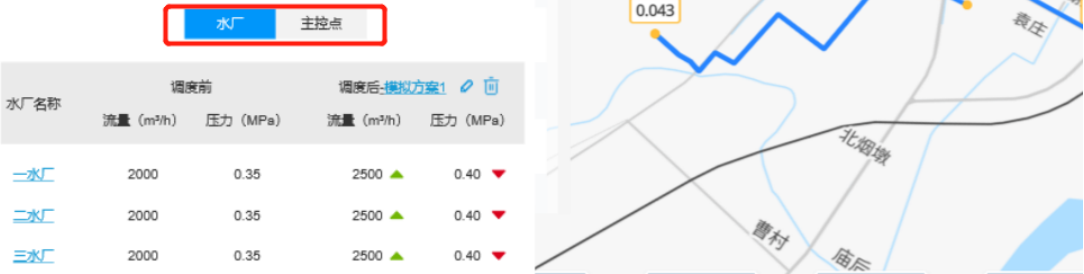 水厂 主控点
水厂名称 调度前 调度后-模拟方案1
流量（m³/h） 压力（MPa） 流量（m³/h） 压力（MPa）
一水厂 2000 0.35 2500 0.40
二水厂 2000 0.35 2500 0.40
三水厂 2000 0.35 2500 0.40
0.043
袁庄
北烟墩
曹村
庙后